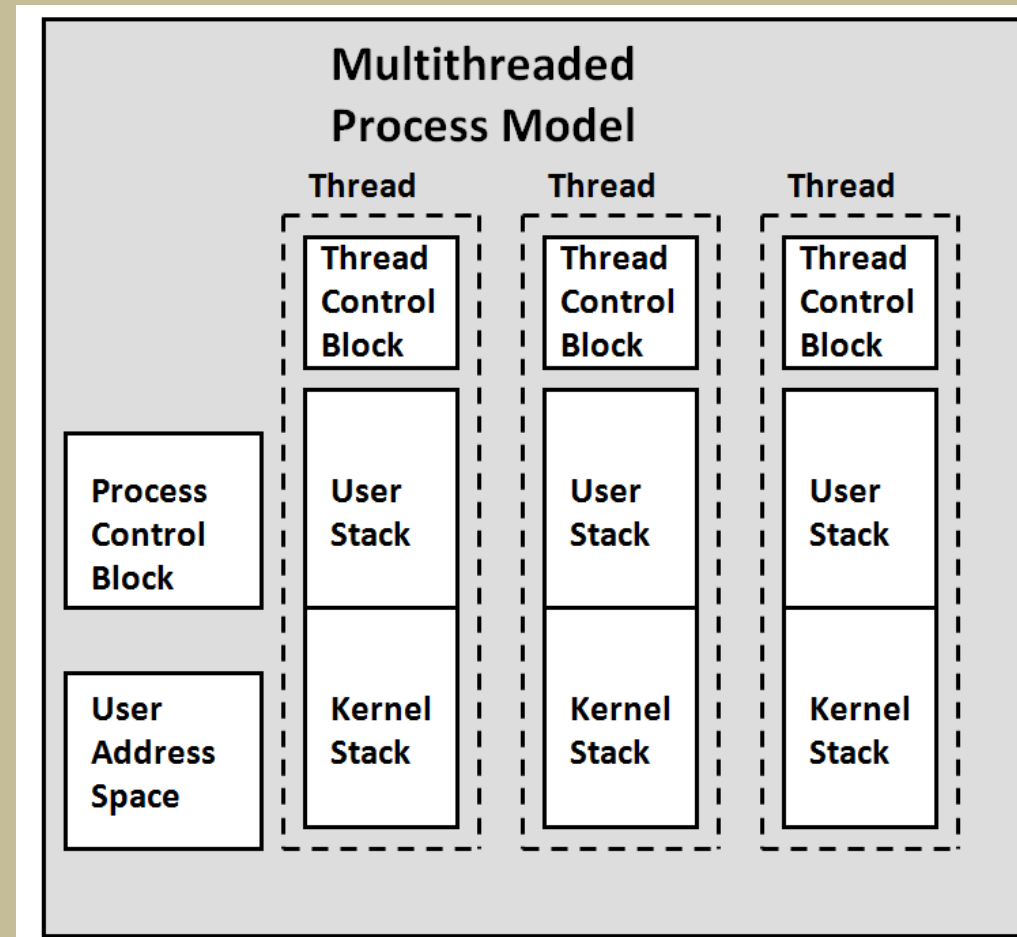 Multithreaded
Process Model
Thread
Thread
Thread
Thread
Control
Block
Thread
Control
Block
Thread
Control
Block
Process
Control
Block
User
Stack
User
Stack
User
Stack
User
Address
Space
Kernel
Stack
Kernel
Stack
Kernel
Stack